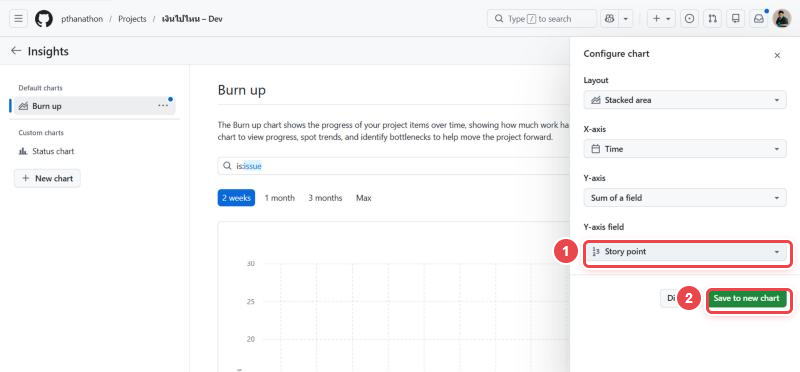 pthanathon / Projects / เงินไปไหน – Dev
Type / to search
Insights
Default charts
Burn up
Custom charts
Status chart
+ New chart
Burn up
The Burn up chart shows the progress of your project items over time, showing how much work ha
chart to view progress, spot trends, and identify bottlenecks to help move the project forward.
is:issue
2 weeks 1 month 3 months Max
30
25
20
Configure chart
Layout
Stacked area
X-axis
Time
Y-axis
Sum of a field
Y-axis field
1 Story point
Di 2 Save to new chart